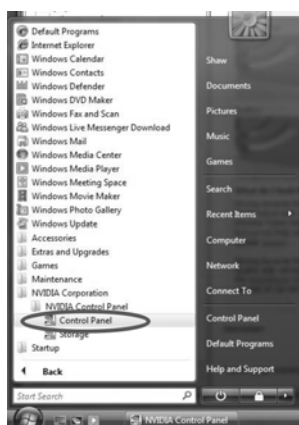 Default Programs
Internet Explorer
Windows Calendar
Windows Contacts
Windows Defender
Windows DVD Maker
Windows Fax and Scan
Windows Live Messenger Download
Windows Mail
Windows Media Center
Windows Media Player
Windows Meeting Space
Windows Movie Maker
Windows Photo Gallery
Windows Update
Accessories
Extras and Upgrades
Games
Maintenance
NVIDIA Corporation
NVIDIA Control Panel
Control Panel
Storage
Startup
Back
Start Search
Shaw
Documents
Pictures
Music
Games
Search
Recent Items
Computer
Network
Connect To
Control Panel
Default Programs
Help and Support
NVIDIA Control Panel